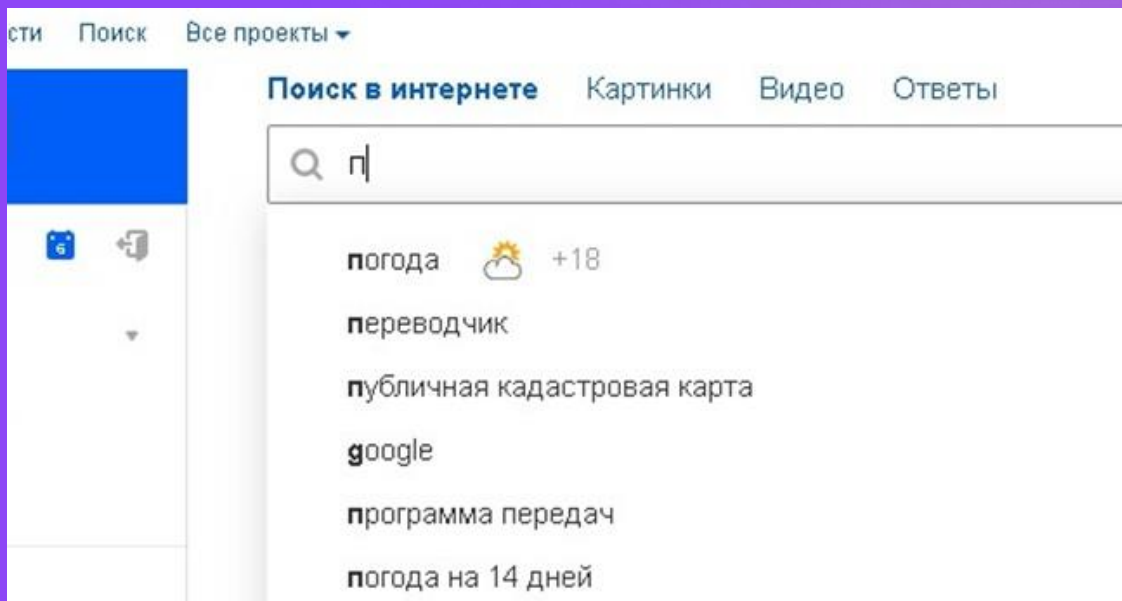 сти Поиск Все проекты
Поиск в интернете Картинки Видео Ответы
п
6
погода +18
переводчик
публичная кадастровая карта
google
программа передач
погода на 14 дней